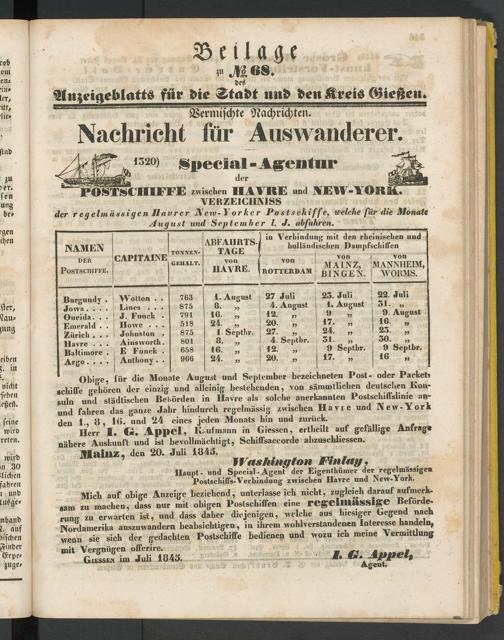 Beilage
zu № 68.
des
Anzeigeblatts für die Stadt und den Kreis Gießen.
Vermischte Nachrichten.
Nachricht für Auswanderer.
1320) Special-Agentur
der
POSTSCHIFFE zwischen HAVRE und NEW-YORK.
VERZEICHNISS
der regelmässigen Havrer New-Yorker Postschiffe, welche für die Monate
August und September l. J. abfahren.
NAMEN DER POSTSCHIFFE. CAPITAINE TONNEN-GEHALT. ABFAHRTS-TAGE VON HAVRE. in Verbindung mit den rheinischen und holländischen Dampfschiffen
VON ROTTERDAM VON MAINZ, BINGEN. VON MANNHEIM, WORMS.
Burgundy . Wotton . . 763 1. August 27 Juli 23. Juli 22. Juli
Jowa . . . Lines . . . 875 8. „ 4. August 1. August 31. „
Oneida . . J. Funck . 791 16. „ 12. „ 9 „ 9. August
Emerald . . Howe . . . 518 24. „ 20. „ 17. „ 16 „
Zürich . . . Johnston . 875 1 Septbr. 27. „ 24. „ 23. „
Havre . . . Ainsworth. 801 8. „ 4 Septbr. 31. „ 30. „
Baltimore . E Funck . 658 16 „ 12. „ 9 Septbr. 9 Septbr.
Argo . . . . Anthony. . 966 24. „ 20. „ 17. „ 16 „
Obige, für die Monate August und September bezeichneten Post- oder Packet-
schiffe gehören der einzig und alleinig bestehenden, von sämmtlichen deutschen Kon-
suln und städtischen Behörden in Havre als solche anerkannten Postschiffslinie an-
und fahren das ganze Jahr hindurch regelmässig zwischen Havre und New-York
den 1., 8, 16. und 24 eines jeden Monats hin und zurück.
Herr I. G. Appel, Kaufmann in Giessen, ertheilt auf gefällige Anfrage
nähere Auskunft und ist bevollmächtigt, Schiffsaccorde abzuschliessen.
Mainz, den 20. Juli 1845.
Washington Finlay,
Haupt- und Special-Agent der Eigenthümer der regelmässigen
Postschiffs-Verbindung zwischen Havre und New-York.
Mich auf obige Anzeige beziehend, unterlasse ich nicht, zugleich darauf aufmerk-
sam zu machen, dass nur mit obigen Postschiffen eine regelmässige Beförde-
rung zu erwarten ist, und dass daher diejenigen, welche aus hiesiger Gegend nach
Nordamerika auszuwandern beabsichtigen, in ihrem wohlverstandenen Interesse handeln,
wenn sie sich der gedachten Postschiffe bedienen und wozu ich meine Vermittlung
mit Vergnügen offerire.
GIESSEN im Juli 1845.
I. G. Appel,
Agent.